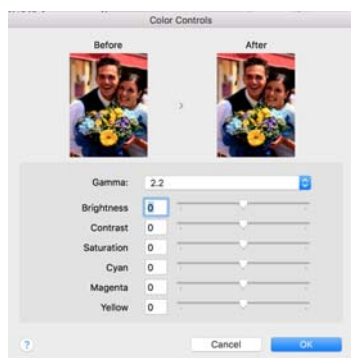 Color Controls
Before After
Gamma: 2.2
Brightness 0
Contrast 0
Saturation 0
Cyan 0
Magenta 0
Yellow 0
? Cancel OK